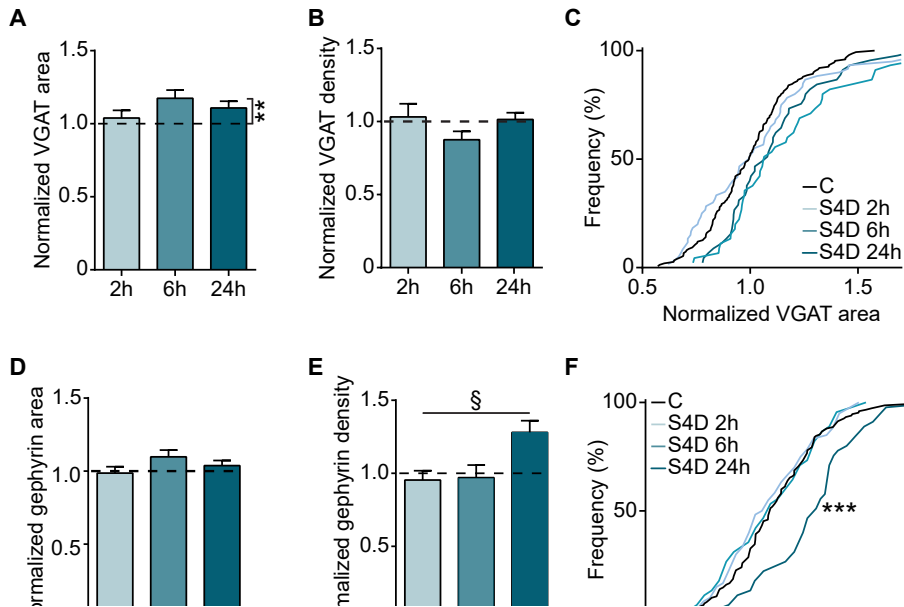 A
Normalized VGAT area
1.5
1.0
0.5
0
2h 6h 24h
**
B
Normalized VGAT density
1.5
1.0
0.5
0
2h 6h 24h
C
Frequency (%)
100
50
0
0.5 1.0 1.5
Normalized VGAT area
C
S4D 2h
S4D 6h
S4D 24h
D
ormalized gephyrin area
1.5
1.0
0.5
E
malized gephyrin density
1.5
1.0
0.5
§
F
Frequency (%)
100
50
C
S4D 2h
S4D 6h
S4D 24h
***